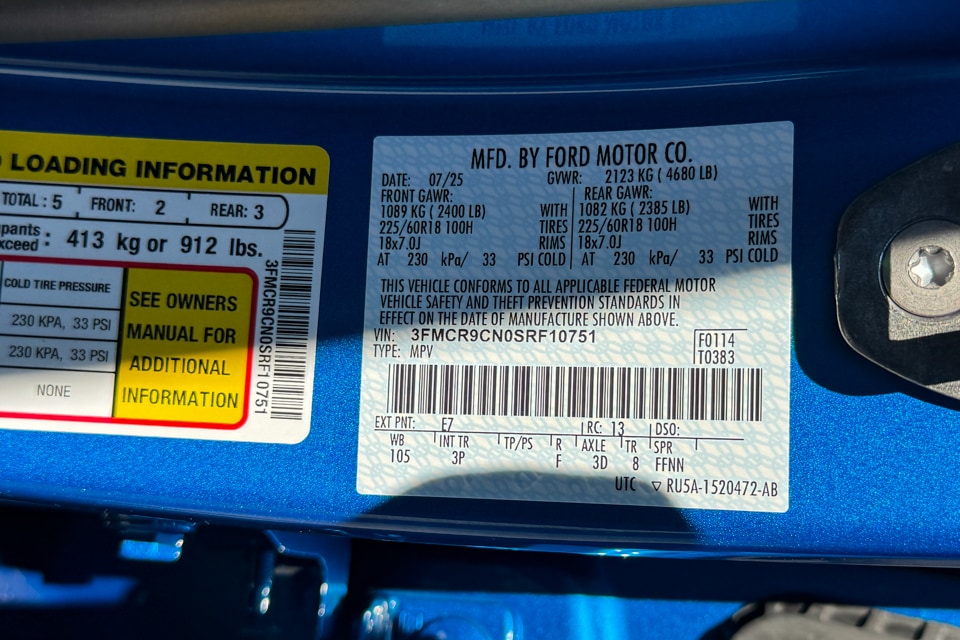 LOADING INFORMATION
TOTAL : 5 FRONT: 2 REAR: 3
pants
xceed : 413 kg or 912 lbs.
COLD TIRE PRESSURE
230 KPA, 33 PSI
230 KPA, 33 PSI
NONE
SEE OWNERS
MANUAL FOR
ADDITIONAL
INFORMATION
3FMCR9CN0SRF10751
MFD. BY FORD MOTOR CO.
DATE: 07/25 GVWR: 2123 KG ( 4680 LB)
FRONT GAWR: REAR GAWR:
1089 KG ( 2400 LB) WITH 1082 KG ( 2385 LB) WITH
225/60R18 100H TIRES 225/60R18 100H TIRES
18x7.0J RIMS 18x7.0J RIMS
AT 230 kPa/ 33 PSI COLD AT 230 kPa/ 33 PSI COLD
THIS VEHICLE CONFORMS TO ALL APPLICABLE FEDERAL MOTOR
VEHICLE SAFETY AND THEFT PREVENTION STANDARDS IN
EFFECT ON THE DATE OF MANUFACTURE SHOWN ABOVE.
VIN: 3FMCR9CN0SRF10751 F0114
TYPE: MPV T0383
EXT PNT: E7 RC: 13 DSO:
WB INT TR TP/PS R AXLE TR SPR
105 3P F 3D 8 FFNN
UTC ▽ RU5A-1520472-AB